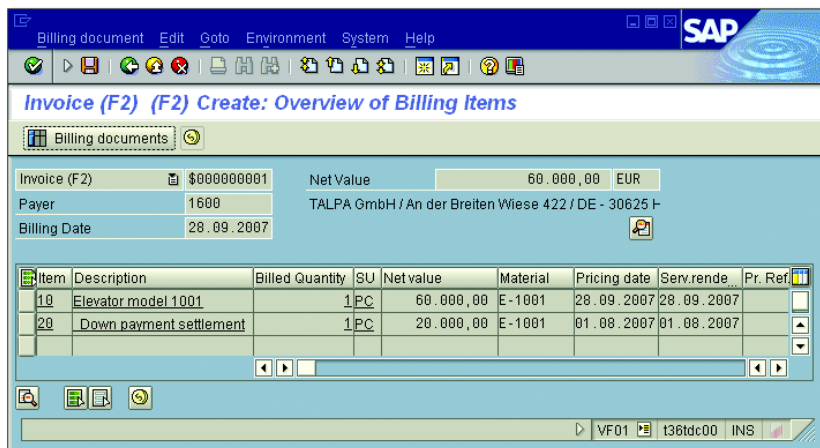 Billing document Edit Goto Environment System Help
SAP
Invoice (F2) (F2) Create: Overview of Billing Items
Billing documents
Invoice (F2) $000000001 Net Value 60.000,00 EUR
Payer 1600 TALPA GmbH / An der Breiten Wiese 422 / DE - 30625 H
Billing Date 28.09.2007
Item Description Billed Quantity SU Net value Material Pricing date Serv.rende... Pr. Ref.
10 Elevator model 1001 1 PC 60.000,00 E-1001 28.09.2007 28.09.2007
20 Down payment settlement 1 PC 20.000,00 E-1001 01.08.2007 01.08.2007
VF01 t36tdc00 INS